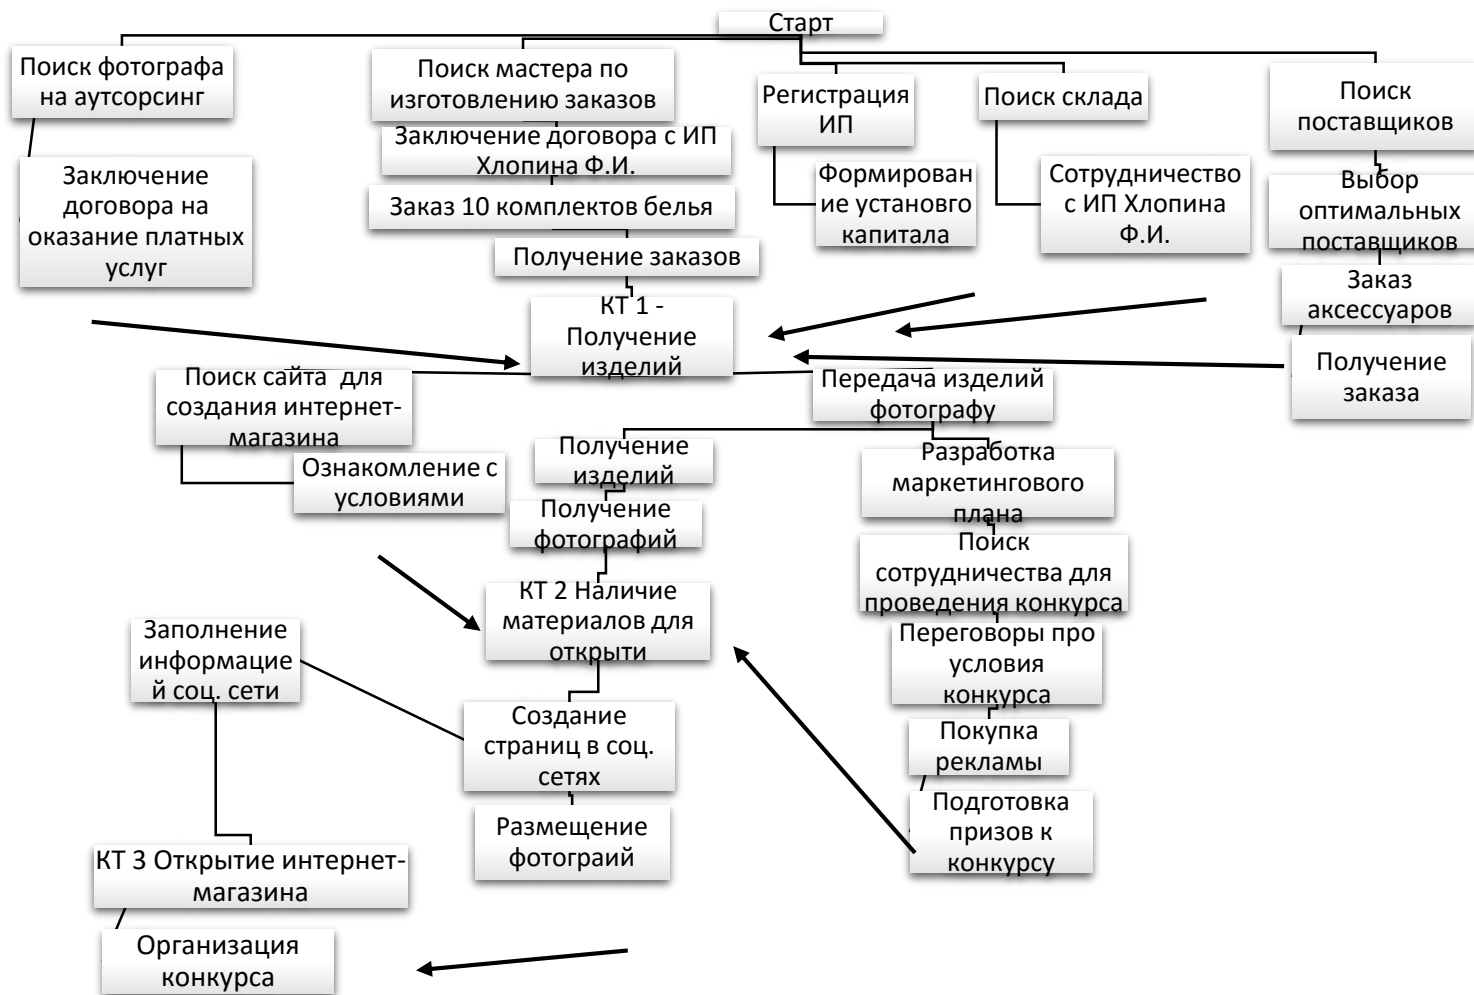 Старт
Поиск фотографа
на аутсорсинг
Поиск мастера по
изготовлению заказов
Регистрация
ИП
Поиск склада
Поиск
поставщиков
Заключение договора с ИП
Хлопина Ф.И.
Заключение
договора на
оказание платных
услуг
Заказ 10 комплектов белья
Формирован
ие установго
капитала
Сотрудничество
с ИП Хлопина
Ф.И.
Выбор
оптимальных
поставщиков
Получение заказов
Заказ
аксессуаров
КТ 1 -
Получение
изделий
Получение
заказа
Поиск сайта для
создания интернет-
магазина
Передача изделий
фотографу
Ознакомление с
условиями
Получение
изделий
Разработка
маркетингового
плана
Получение
фотографий
Поиск
сотрудничества для
проведения конкурса
КТ 2 Наличие
материалов для
открыти
Заполнение
информацие
й соц. сети
Переговоры про
условия
конкурса
Создание
страниц в соц.
сетях
Покупка
рекламы
Размещение
фотограий
Подготовка
призов к
конкурсу
КТ 3 Открытие интернет-
магазина
Организация
конкурса